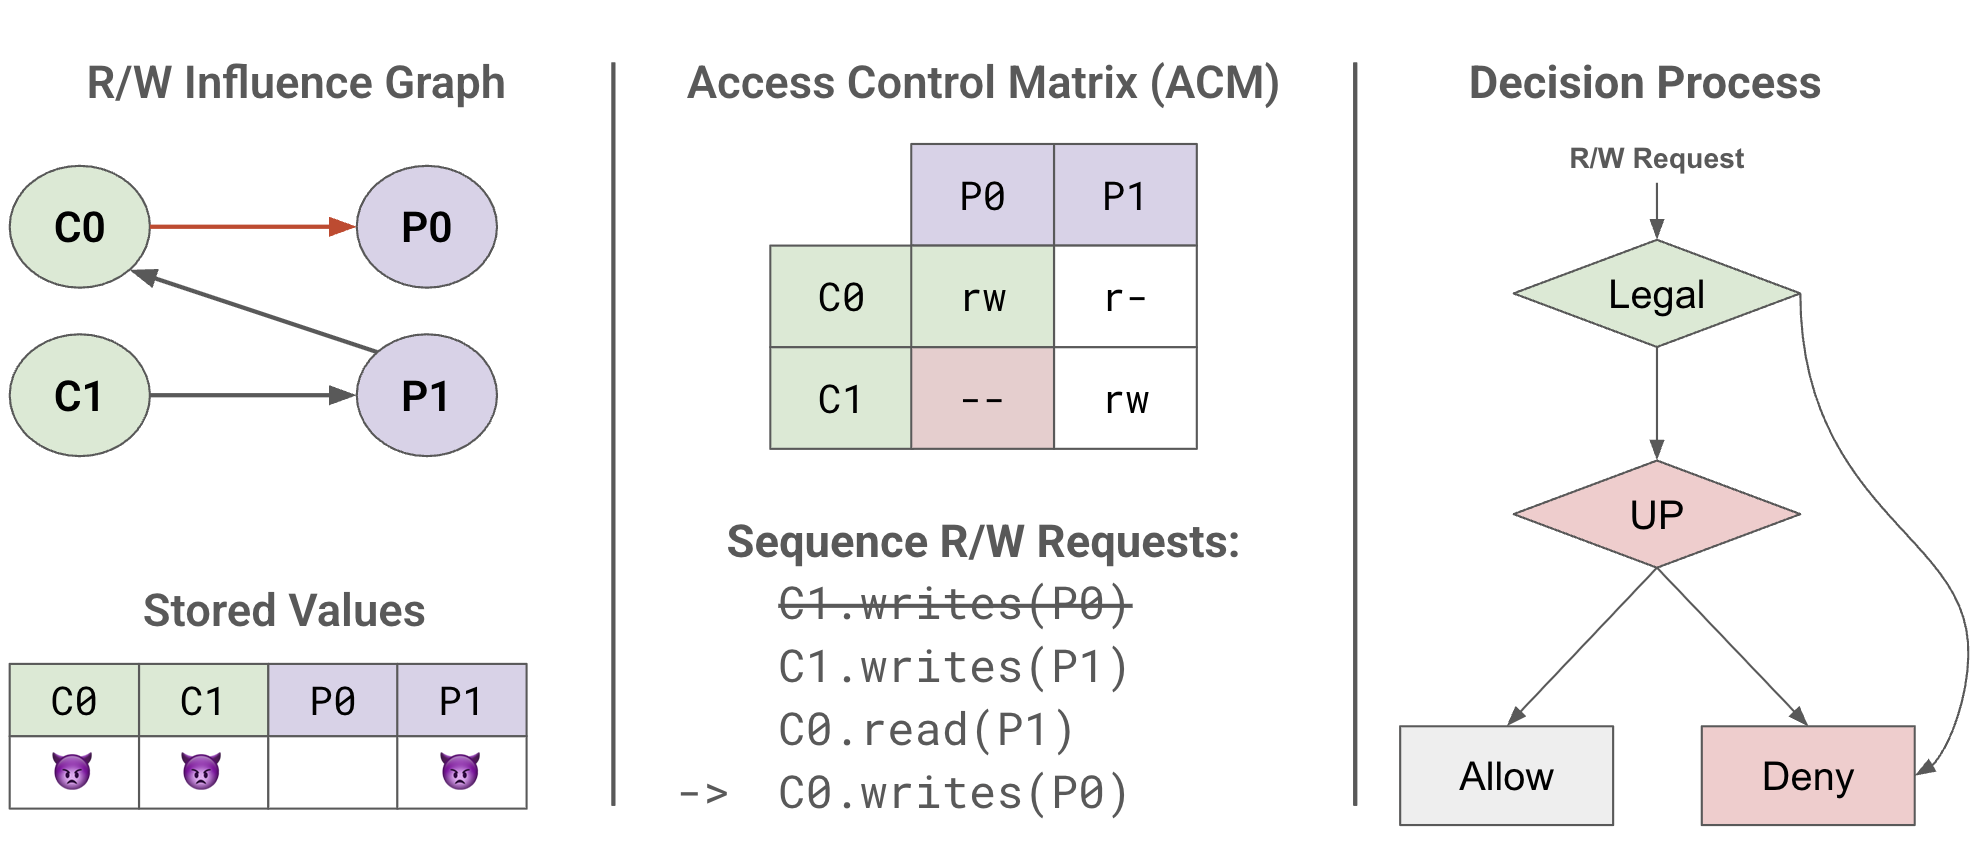 R/W Influence Graph
C0
P0
C1
P1
Stored Values
C0 C1 P0 P1
Access Control Matrix (ACM)
P0 P1
C0 rw r-
C1 -- rw
Sequence R/W Requests:
C1.writes(P0)
C1.writes(P1)
C0.read(P1)
-> C0.writes(P0)
Decision Process
R/W Request
Legal
UP
Allow
Deny